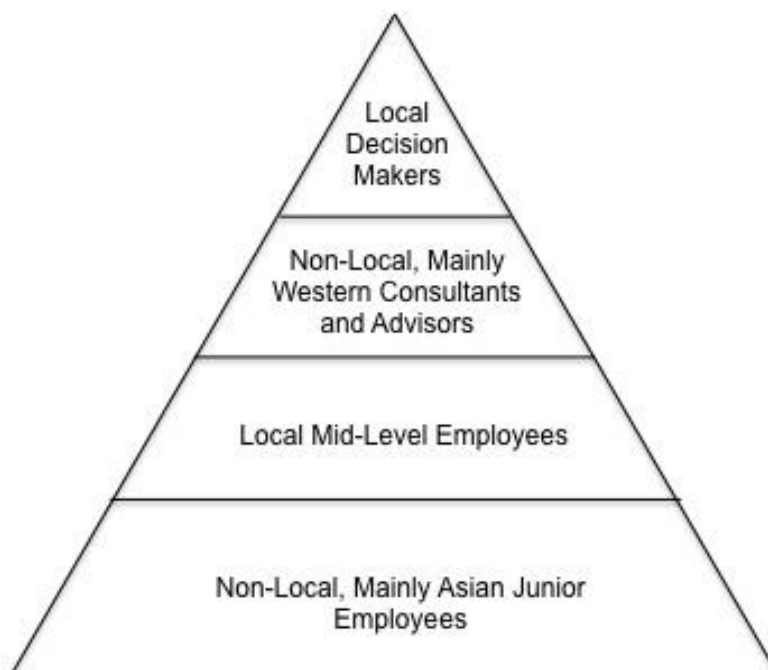 Local
Decision
Makers
Non-Local, Mainly
Western Consultants
and Advisors
Local Mid-Level Employees
Non-Local, Mainly Asian Junior
Employees